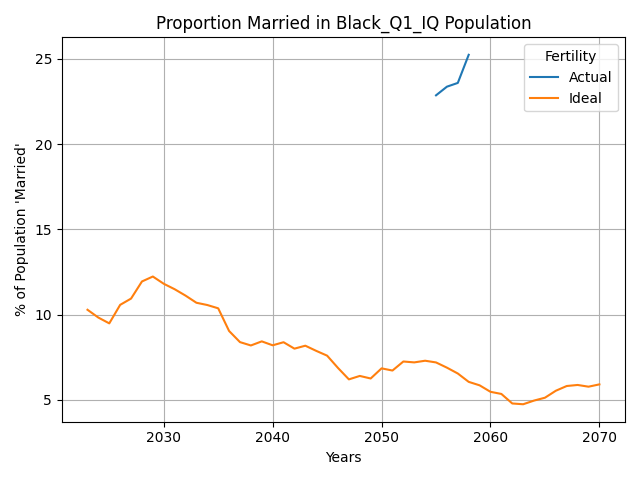 Proportion Married in Black_Q1_IQ Population
% of Population 'Married'
25
20
15
10
5
Fertility
Actual
Ideal
2030 2040 2050 2060 2070
Years